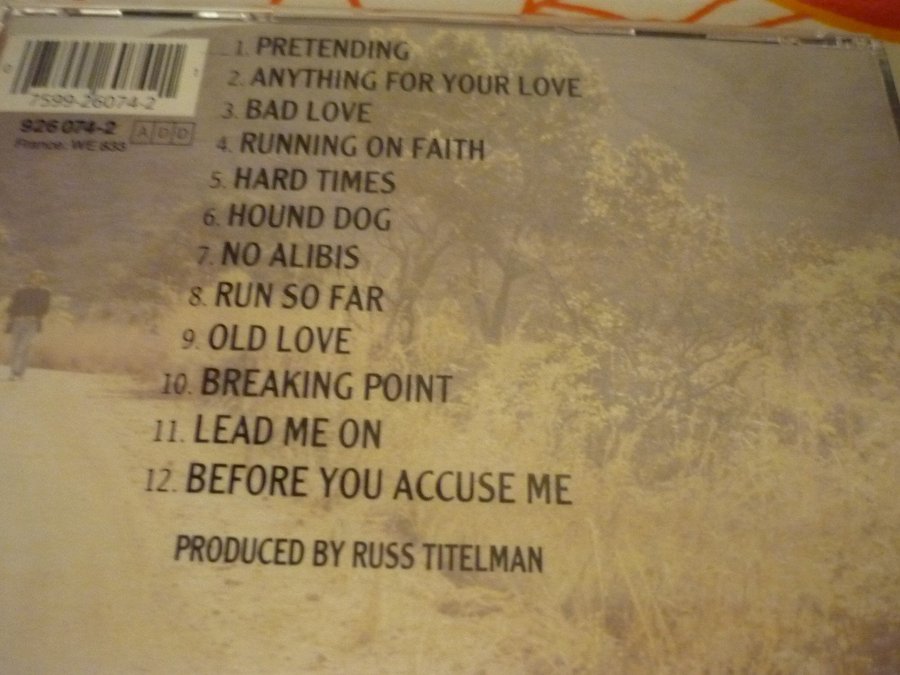 7599-26074-2
926 074-2 ADD
France: WE 833
1. PRETENDING
2. ANYTHING FOR YOUR LOVE
3. BAD LOVE
4. RUNNING ON FAITH
5. HARD TIMES
6. HOUND DOG
7. NO ALIBIS
8. RUN SO FAR
9. OLD LOVE
10. BREAKING POINT
11. LEAD ME ON
12. BEFORE YOU ACCUSE ME
PRODUCED BY RUSS TITELMAN